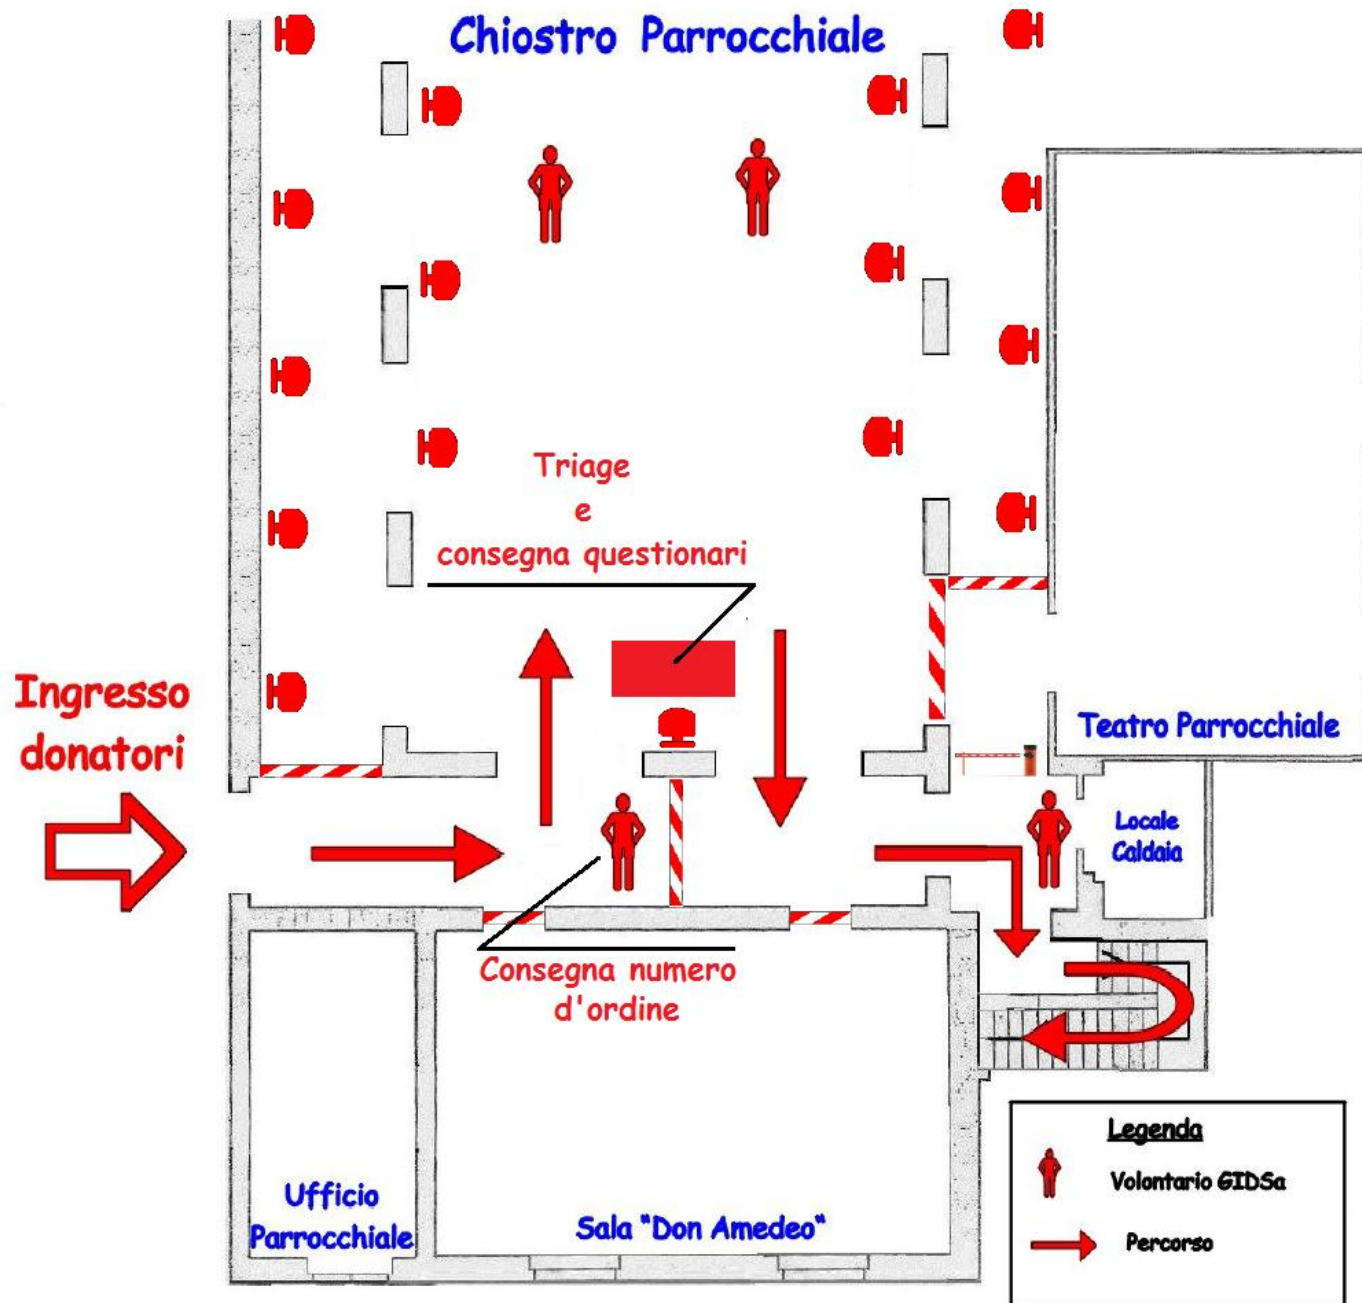 Chiostro Parrocchiale
Triage
e
consegna questionari
Ingresso
donatori
Teatro Parrocchiale
Locale
Caldaia
Consegna numero
d'ordine
Ufficio
Parrocchiale
Sala "Don Amedeo"
Legenda
Volontario GIDSa
Percorso